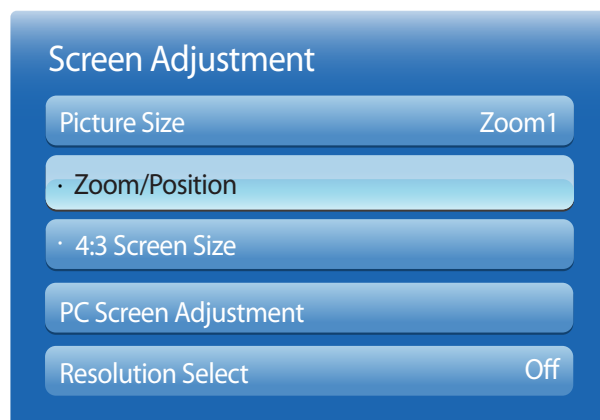 Screen Adjustment
Picture Size Zoom1
· Zoom/Position
· 4:3 Screen Size
PC Screen Adjustment
Resolution Select Off